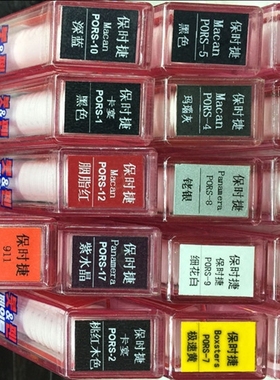 保时捷
Macan
PORS-10
深蓝
保时捷
Macan
PORS-5
黑色
保时捷
卡宴
PORS-1
黑色
保时捷
Macan
PORS-4
玛瑙灰
保时捷
Macan
PORS-12
胭脂红
保时捷
Panamera
PORS-8
铑银
保时捷
911
保时捷
Panamera
PORS-17
紫水晶
保时捷
PORS-9
细花白
保时捷
卡宴
PORS-2
桃红木色
保时捷
Boxsters
PORS-7
极速黄